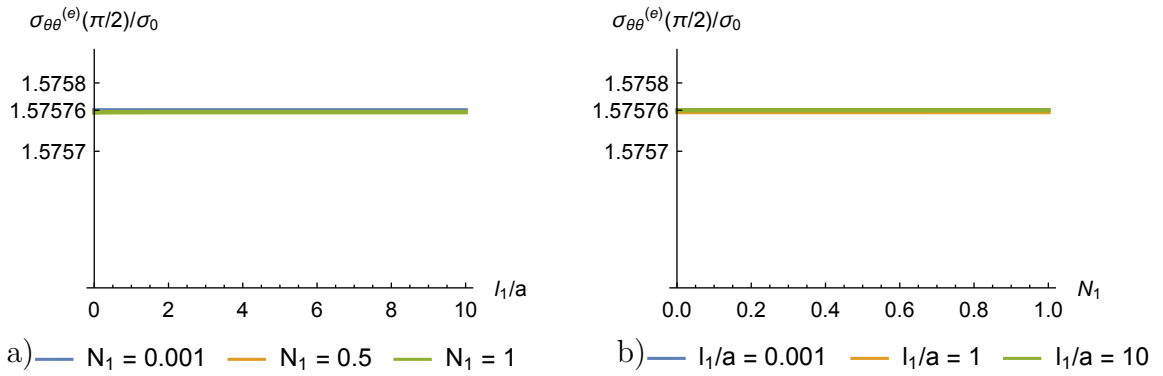 σθθ(e)(π/2)/σ0
1.5758
1.57576
1.5757
0 2 4 6 8 10
l1/a
a) N1 = 0.001 N1 = 0.5 N1 = 1
σθθ(e)(π/2)/σ0
1.5758
1.57576
1.5757
0.0 0.2 0.4 0.6 0.8 1.0
N1
b) l1/a = 0.001 l1/a = 1 l1/a = 10